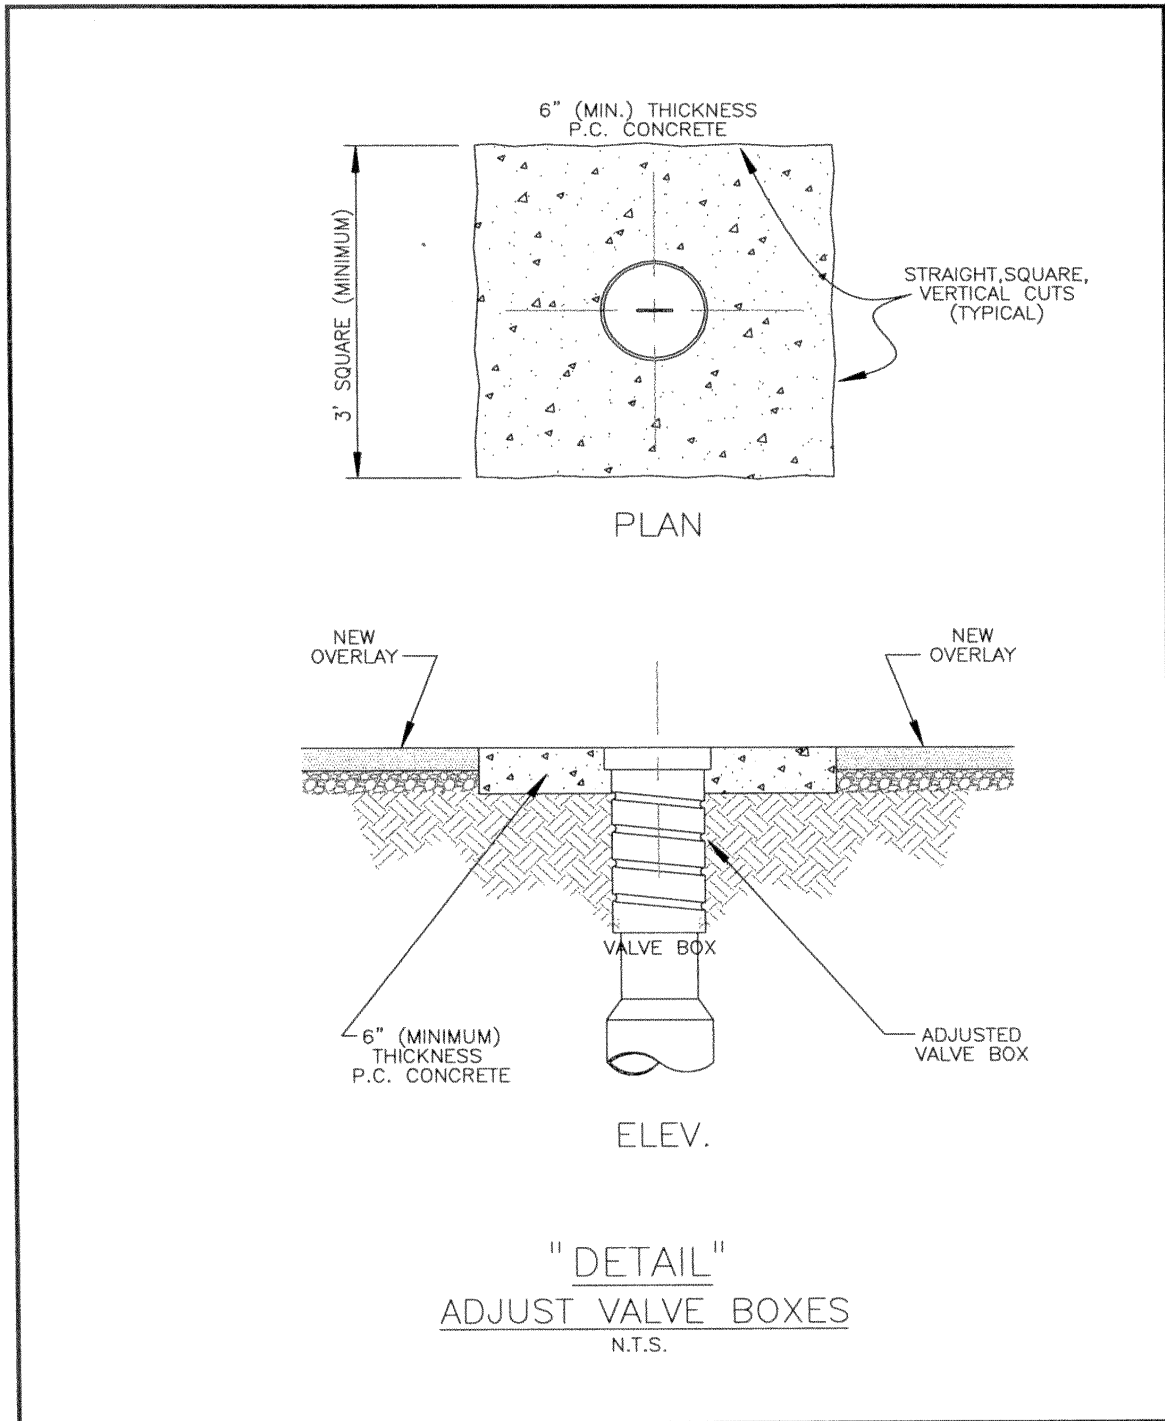 6" (MIN.) THICKNESS
P.C. CONCRETE
3' SQUARE (MINIMUM)
STRAIGHT,SQUARE,
VERTICAL CUTS
(TYPICAL)
PLAN
NEW
OVERLAY
NEW
OVERLAY
VALVE BOX
6" (MINIMUM)
THICKNESS
P.C. CONCRETE
ADJUSTED
VALVE BOX
ELEV.
"DETAIL"
ADJUST VALVE BOXES
N.T.S.